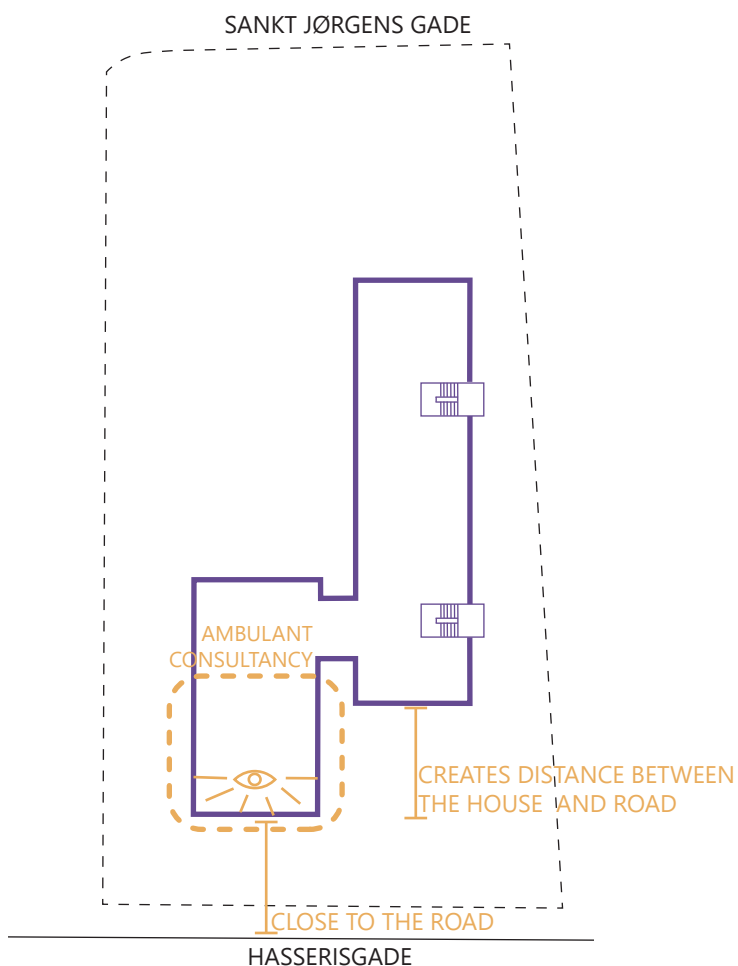 SANKT JØRGENS GADE
AMBULANT
CONSULTANCY
CREATES DISTANCE BETWEEN
THE HOUSE AND ROAD
CLOSE TO THE ROAD
HASSERISGADE